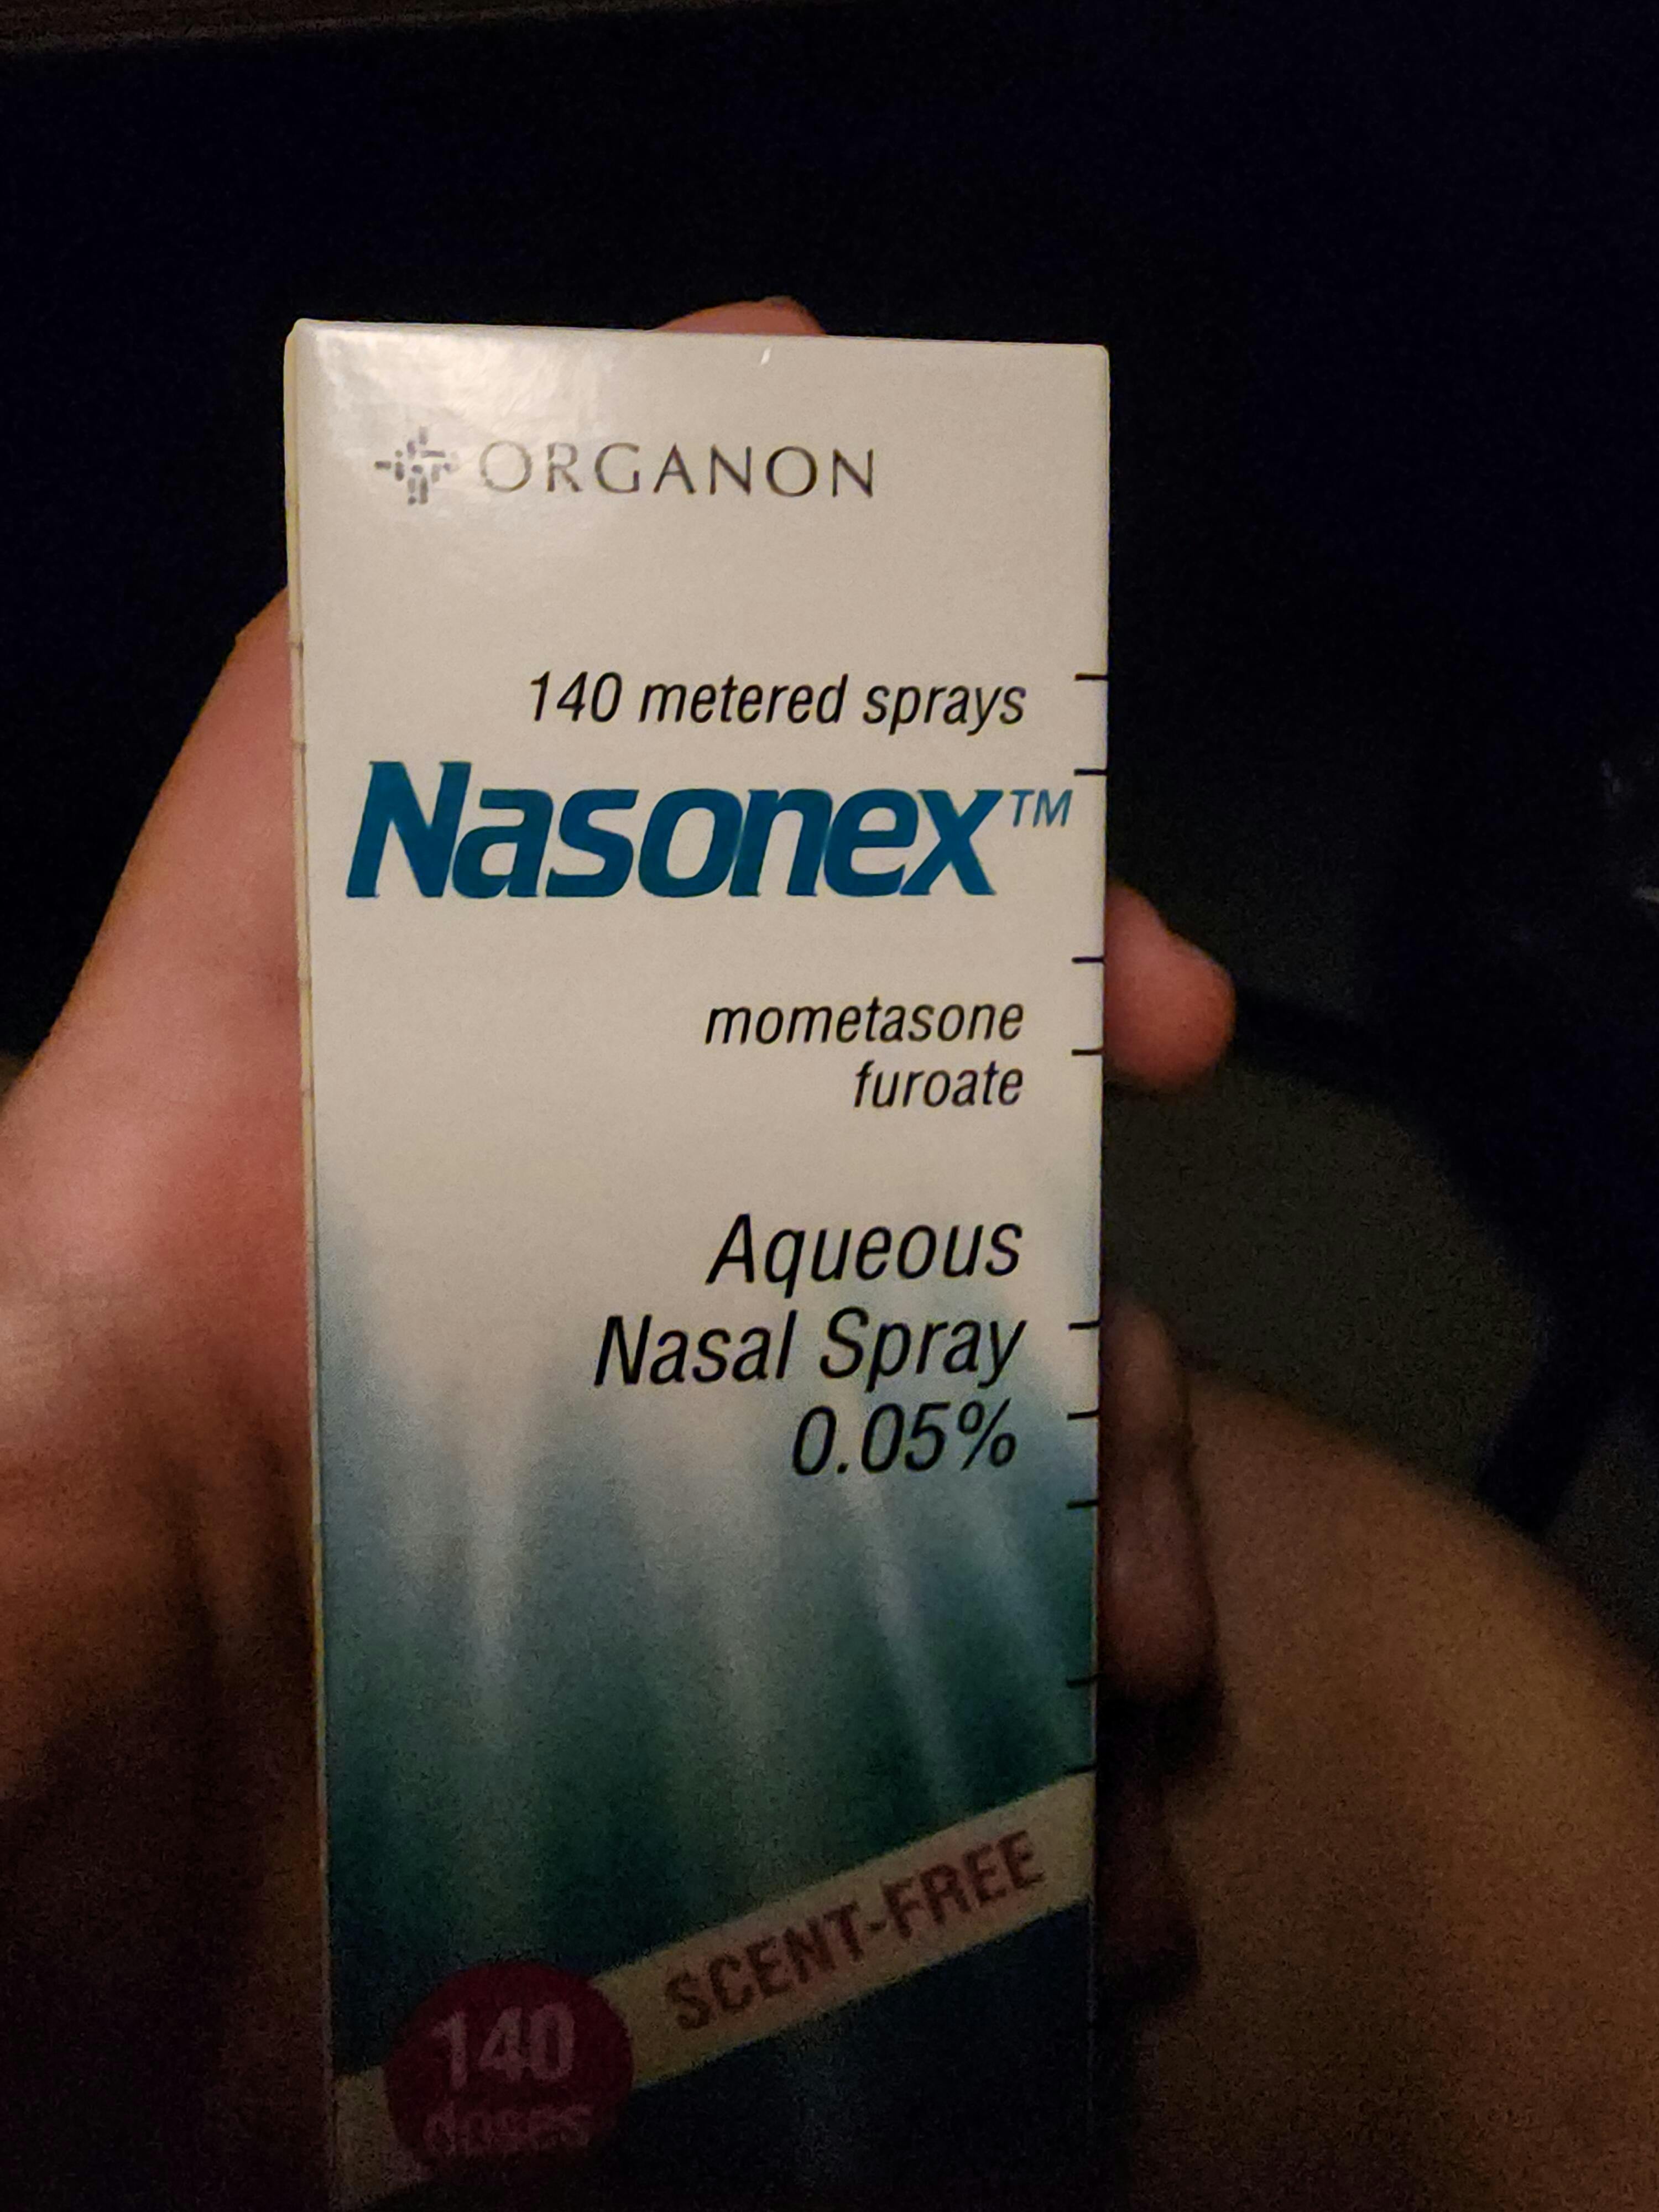 ORGANON
140 metered sprays
Nasonex™
mometasone
furoate
Aqueous
Nasal Spray
0.05%
SCENT-FREE
140
doses